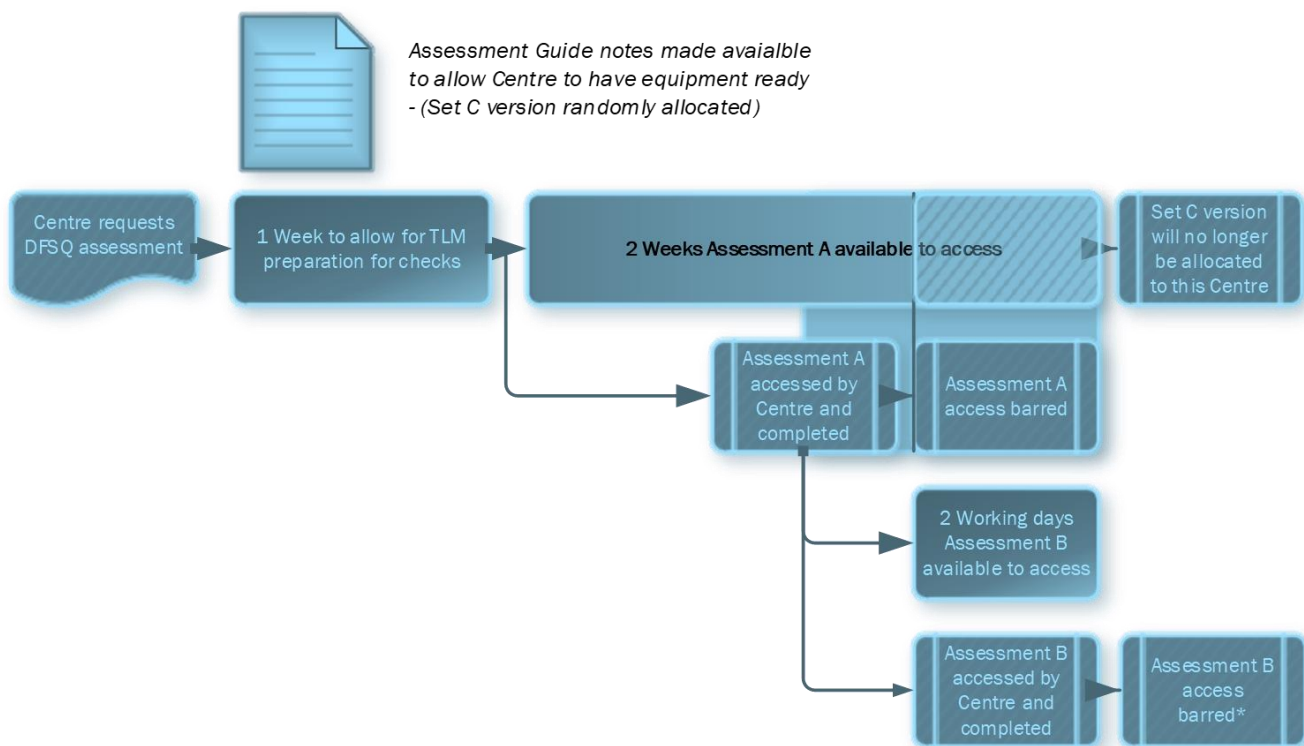 Assessment Guide notes made avaialble
to allow Centre to have equipment ready
- (Set C version randomly allocated)
Centre requests
DFSQ assessment
1 Week to allow for TLM
preparation for checks
2 Weeks Assessment A available to access
Set C version
will no longer
be allocated
to this Centre
Assessment A
accessed by
Centre and
completed
Assessment A
access barred
2 Working days
Assessment B
available to access
Assessment B
accessed by
Centre and
completed
Assessment B
access
barred*